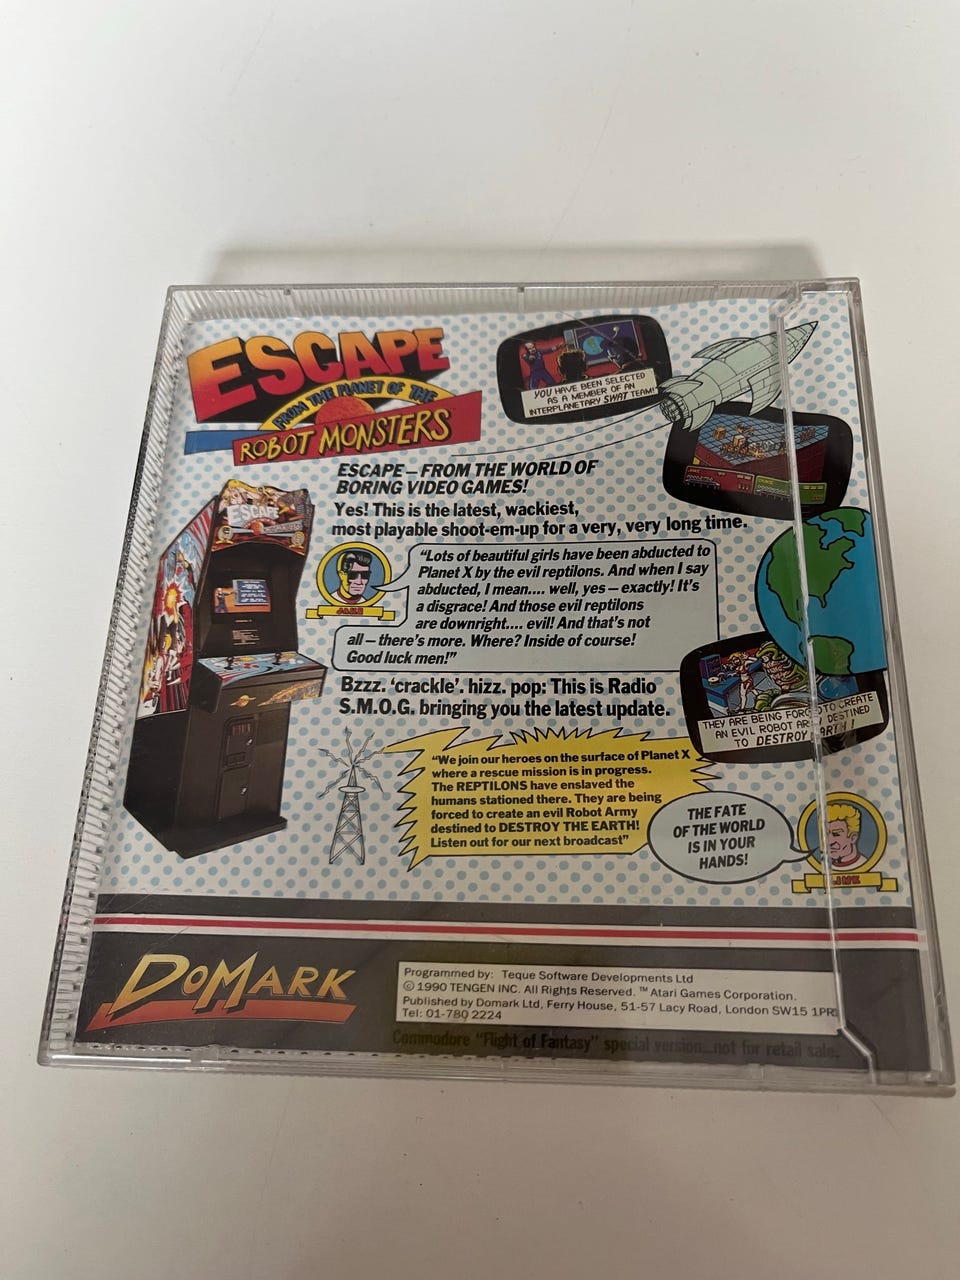 ESCAPE
FROM THE PLANET OF THE
ROBOT MONSTERS
YOU HAVE BEEN SELECTED
AS A MEMBER OF AN
INTERPLANETARY SWAT TEAM!
ESCAPE – FROM THE WORLD OF
BORING VIDEO GAMES!
Yes! This is the latest, wackiest,
most playable shoot-em-up for a very, very long time.
ESCAPE
JAKE
"Lots of beautiful girls have been abducted to
Planet X by the evil reptilons. And when I say
abducted, I mean.... well, yes – exactly! It's
a disgrace! And those evil reptilons
are downright.... evil! And that's not
all – there's more. Where? Inside of course!
Good luck men!"
Bzzz. 'crackle'. hizz. pop: This is Radio
S.M.O.G. bringing you the latest update.
THEY ARE BEING FORCED TO CREATE
AN EVIL ROBOT ARMY DESTINED
TO DESTROY EARTH!
"We join our heroes on the surface of Planet X
where a rescue mission is in progress.
The REPTILONS have enslaved the
humans stationed there. They are being
forced to create an evil Robot Army
destined to DESTROY THE EARTH!
Listen out for our next broadcast"
THE FATE
OF THE WORLD
IS IN YOUR
HANDS!
DOMARK
Programmed by: Teque Software Developments Ltd
© 1990 TENGEN INC. All Rights Reserved. ™ Atari Games Corporation.
Published by Domark Ltd, Ferry House, 51-57 Lacy Road, London SW15 1PR
Tel: 01-780 2224
Commodore "Flight of Fantasy" special version...not for retail sale.